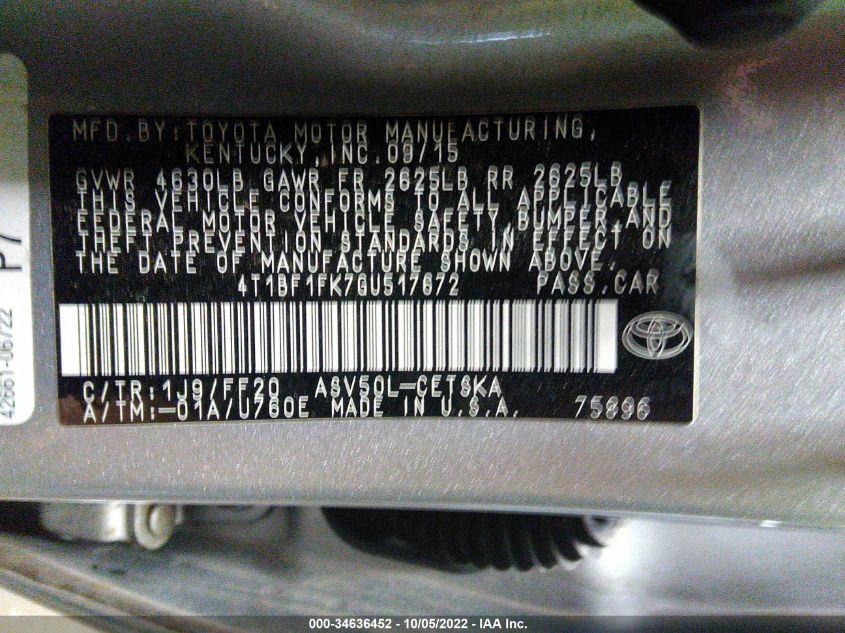 MFD.BY:TOYOTA MOTOR MANUFACTURING,
KENTUCKY,INC.09/15
GVWR 4630LB GAWR FR 2625LB RR 2625LB
THIS VEHICLE CONFORMS TO ALL APPLICABLE
FEDERAL MOTOR VEHICLE SAFETY,BUMPER,AND
THEFT PREVENTION STANDARDS IN EFFECT ON
THE DATE OF MANUFACTURE SHOWN ABOVE.
4T1BF1FK7GU517672 PASS.CAR
C/TR:1J9/FF20 ASV50L-CETSKA
A/TM:-01A/U760E MADE IN U.S.A. 75896
P7
42661-06722
000-34636452 - 10/05/2022 - IAA Inc.